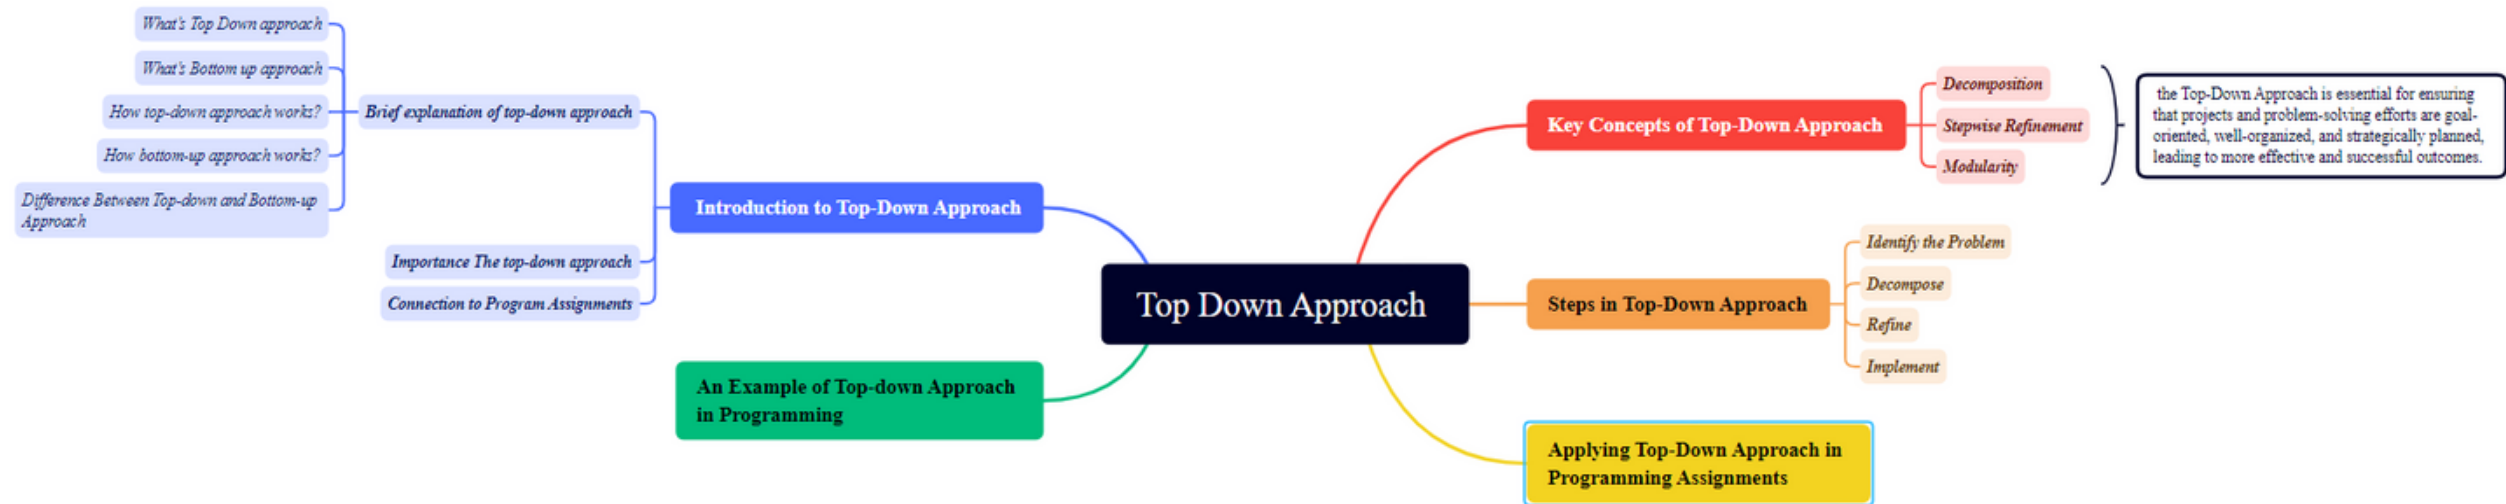 What's Top Down approach
What's Bottom up approach
How top-down approach works?
How bottom-up approach works?
Difference Between Top-down and Bottom-up
Approach
Brief explanation of top-down approach
Importance The top-down approach
Connection to Program Assignments
Introduction to Top-Down Approach
An Example of Top-down Approach
in Programming
Top Down Approach
Key Concepts of Top-Down Approach
Decomposition
Stepwise Refinement
Modularity
the Top-Down Approach is essential for ensuring
that projects and problem-solving efforts are goal-
oriented, well-organized, and strategically planned,
leading to more effective and successful outcomes.
Steps in Top-Down Approach
Identify the Problem
Decompose
Refine
Implement
Applying Top-Down Approach in
Programming Assignments